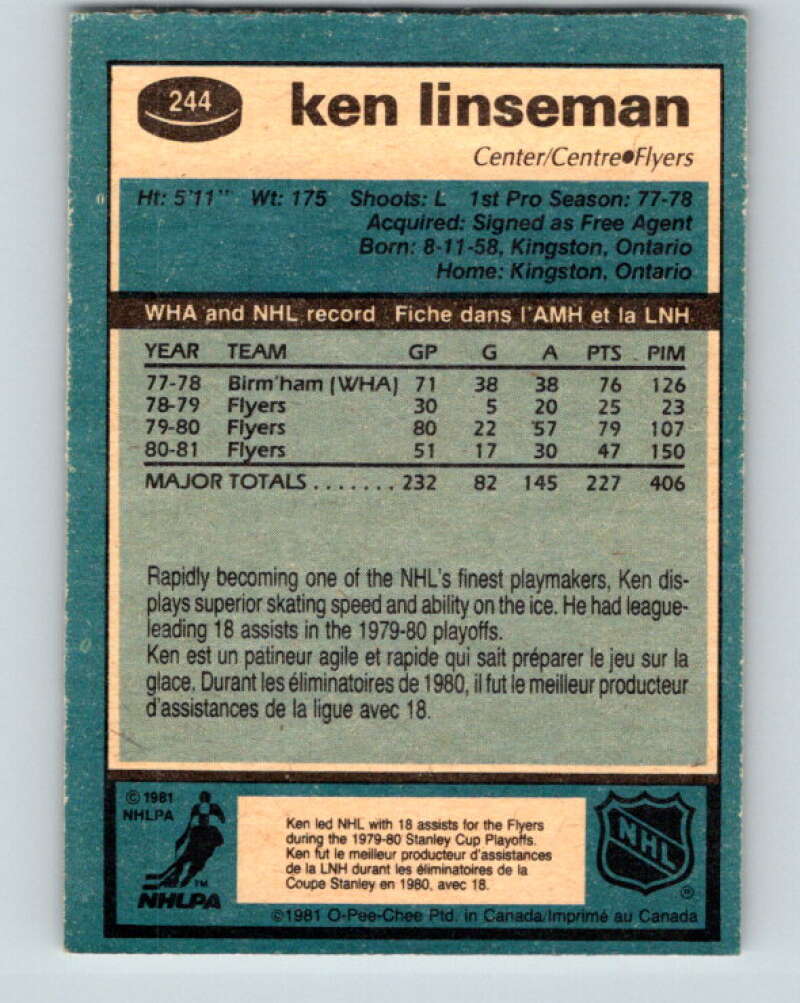 244
ken linseman
Center/Centre●Flyers
Ht: 5'11" Wt: 175 Shoots: L 1st Pro Season: 77-78
Acquired: Signed as Free Agent
Born: 8-11-58, Kingston, Ontario
Home: Kingston, Ontario
WHA and NHL record Fiche dans l'AMH et la LNH
YEAR TEAM GP G A PTS PIM
77-78 Birm'ham (WHA) 71 38 38 76 126
78-79 Flyers 30 5 20 25 23
79-80 Flyers 80 22 57 79 107
80-81 Flyers 51 17 30 47 150
MAJOR TOTALS ....... 232 82 145 227 406
Rapidly becoming one of the NHL's finest playmakers, Ken dis-
plays superior skating speed and ability on the ice. He had league-
leading 18 assists in the 1979-80 playoffs.
Ken est un patineur agile et rapide qui sait préparer le jeu sur la
glace. Durant les éliminatoires de 1980, il fut le meilleur producteur
d'assistances de la ligue avec 18.
© 1981
NHLPA
TM
NHLPA
Ken led NHL with 18 assists for the Flyers
during the 1979-80 Stanley Cup Playoffs.
Ken fut le meilleur producteur d'assistances
de la LNH durant les éliminatoires de la
Coupe Stanley en 1980, avec 18.
NHL
®
©1981 O-Pee-Chee Ptd. in Canada/Imprimé au Canada